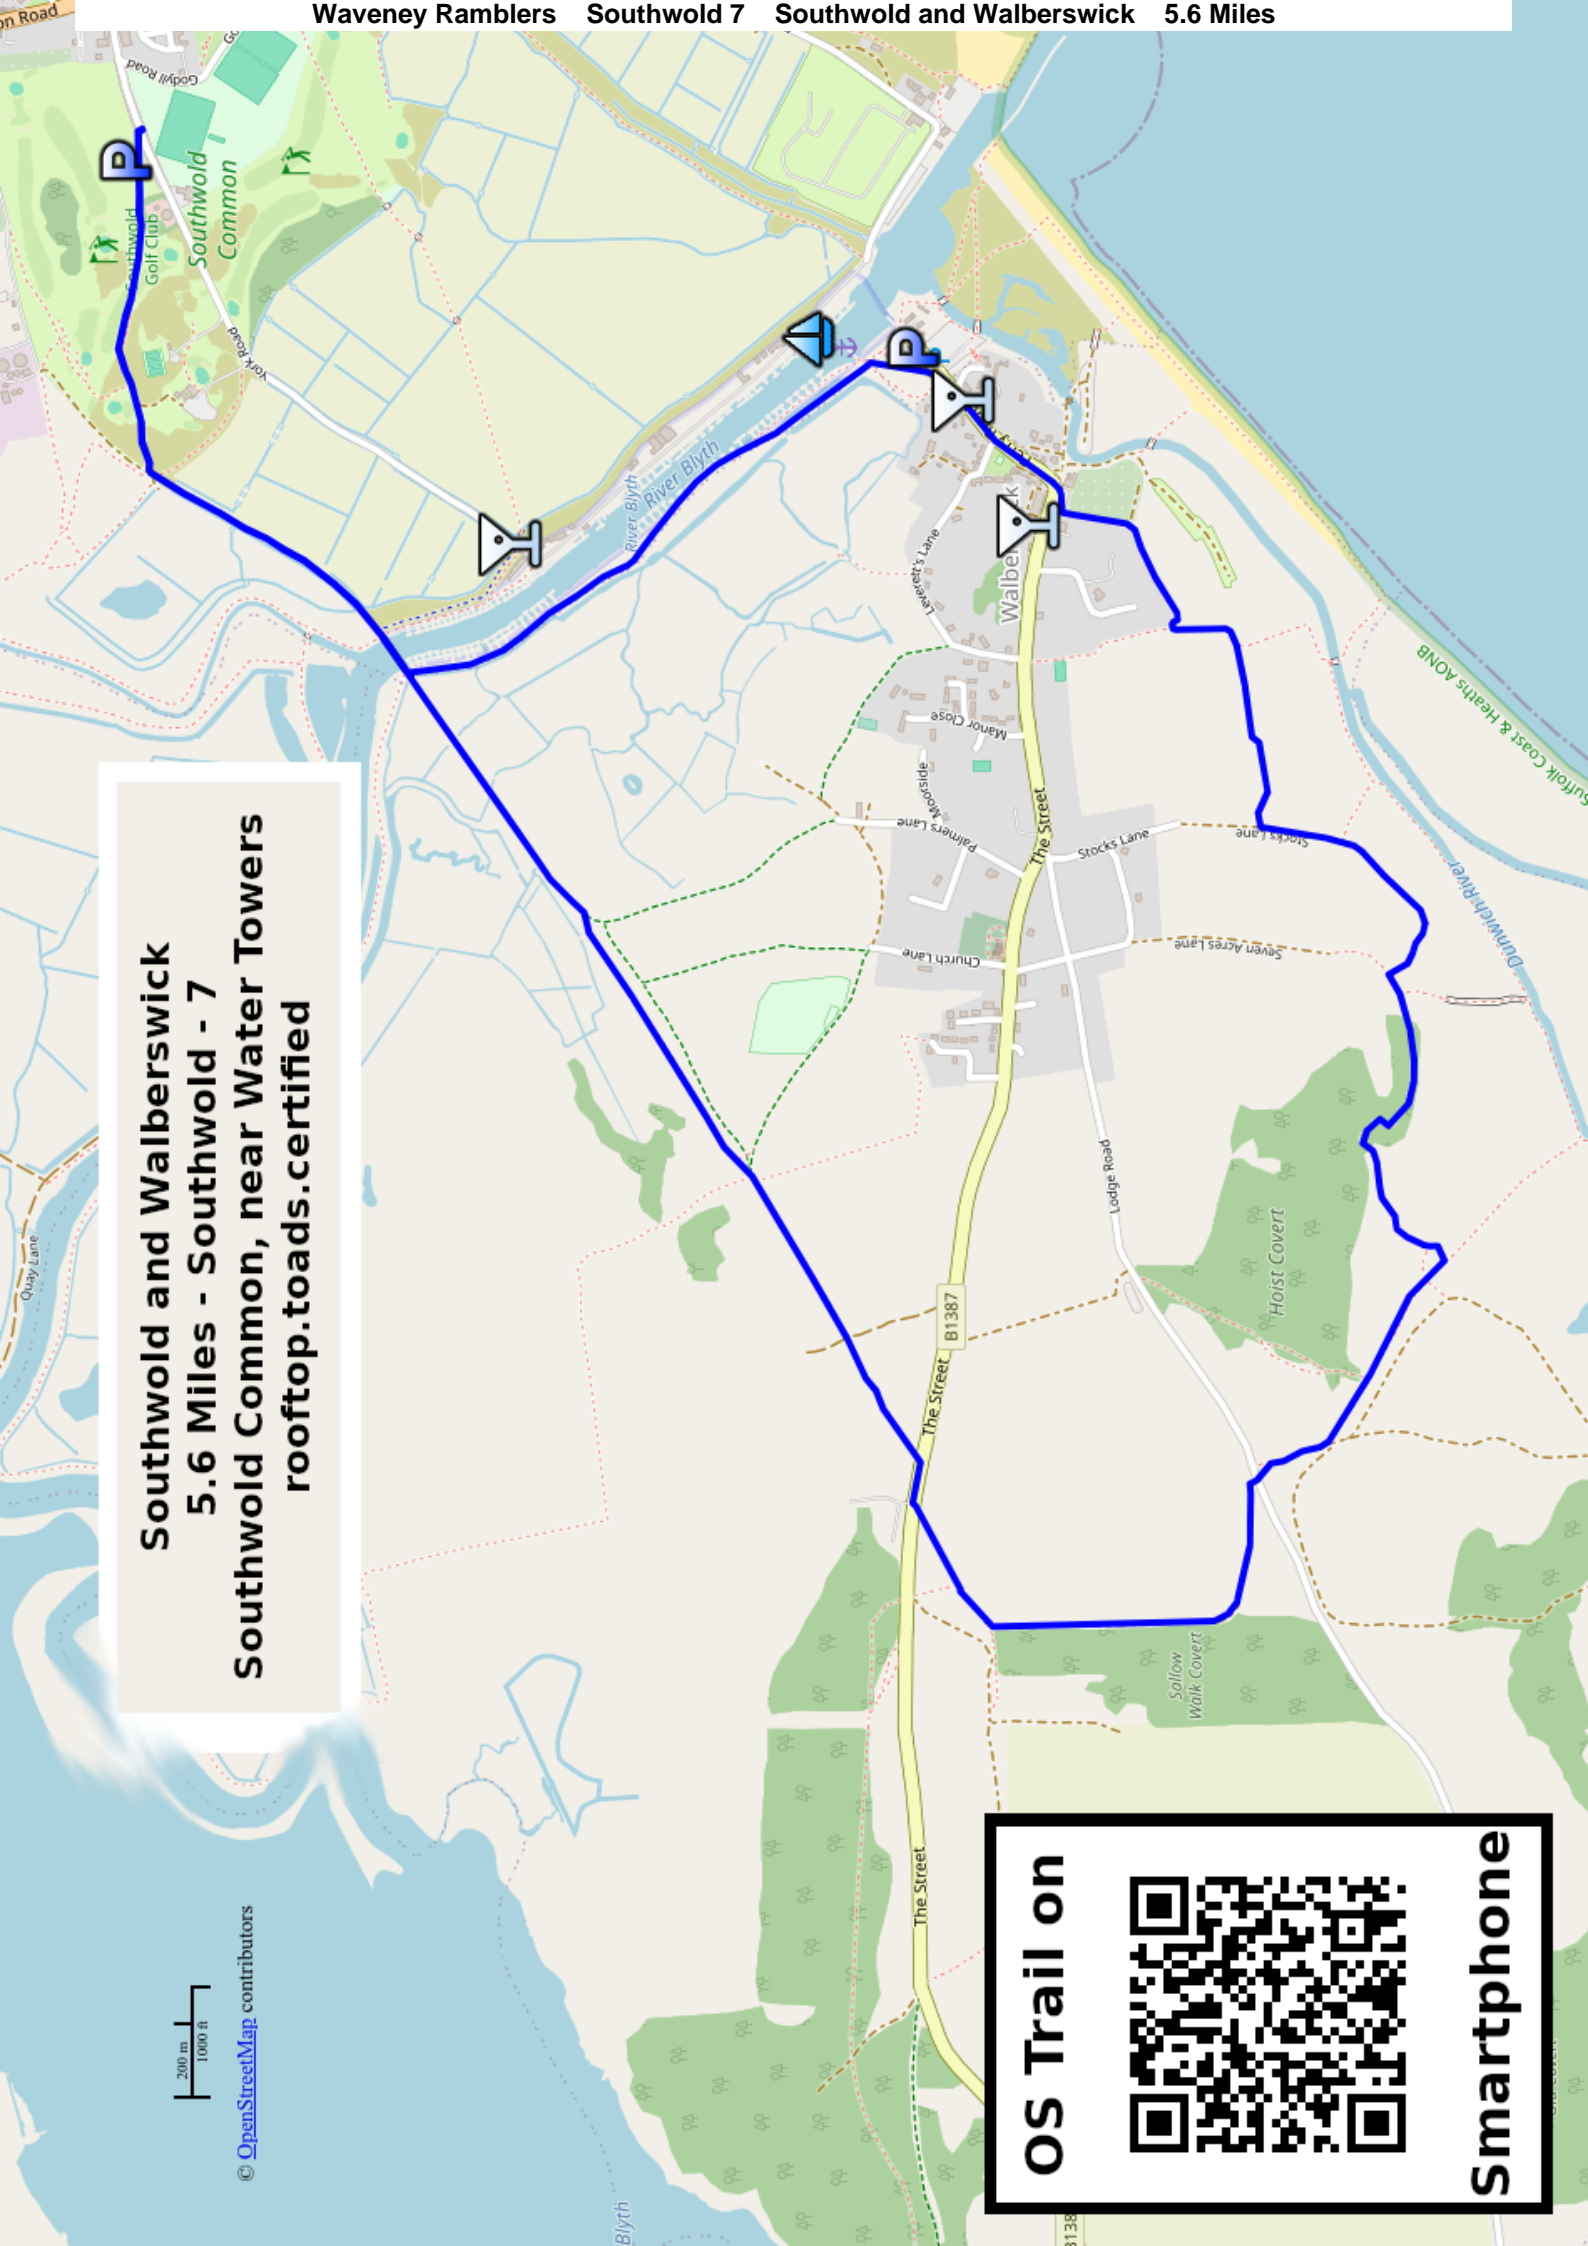 Waveney Ramblers Southwold 7 Southwold and Walberswick 5.6 Miles
Southwold and Walberswick
5.6 Miles - Southwold - 7
Southwold Common, near Water Towers
rooftop.toads.certified
on Road
Godyll Road
P
Southwold
Golf Club
Southwold
Common
York Road
River Blyth
River Blyth
P
Leverett's Lane
Manor Close
Moorside
Palmers Lane
The Street
Stocks Lane
Stocks Lane
Church Lane
Seven Acres Lane
Dunwich River
Suffolk Coast & Heaths AONB
Quay Lane
Lodge Road
Hoist Covert
B1387
The Street
Sallow
Walk Covert
The Street
200 m
1000 ft
© OpenStreetMap contributors
Blyth
OS Trail on
Smartphone